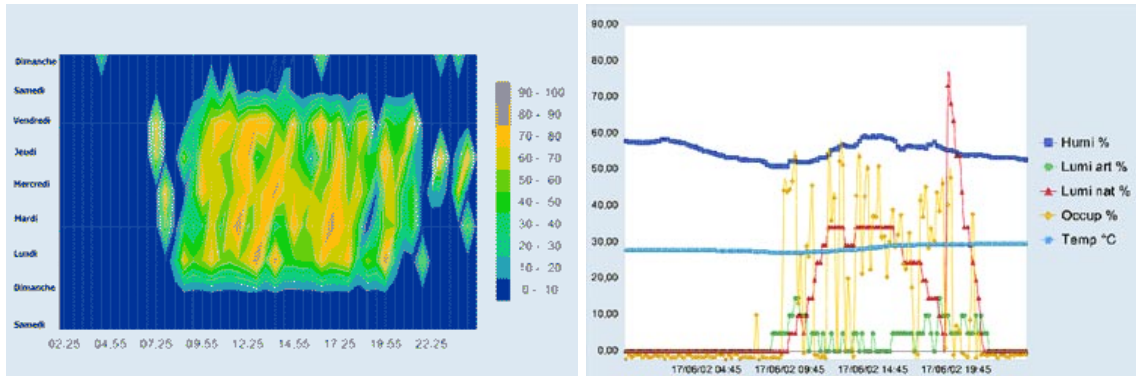 Dimanche
Samedi
Vendredi
Jeudi
Mercredi
Mardi
Lundi
Dimanche
Samedi
02.25 04.55 07.25 09.55 12.25 14.55 17.25 19.55 22.25
90 - 100
80 - 90
70 - 80
60 - 70
50 - 60
40 - 50
30 - 40
20 - 30
10 - 20
0 - 10
90,00
80,00
70,00
60,00
50,00
40,00
30,00
20,00
10,00
0,00
17/06/02 04:45 17/06/02 09:45 17/06/02 14:45 17/06/02 19:45
Humi %
Lumi art %
Lumi nat %
Occup %
Temp °C